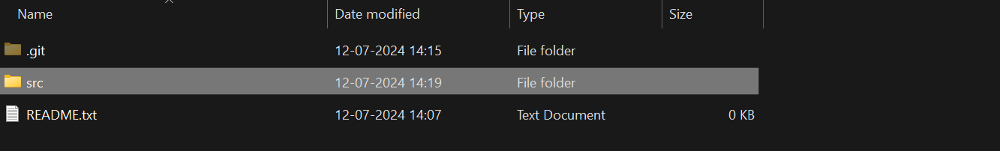 Name Date modified Type Size
.git 12-07-2024 14:15 File folder
src 12-07-2024 14:19 File folder
README.txt 12-07-2024 14:07 Text Document 0 KB